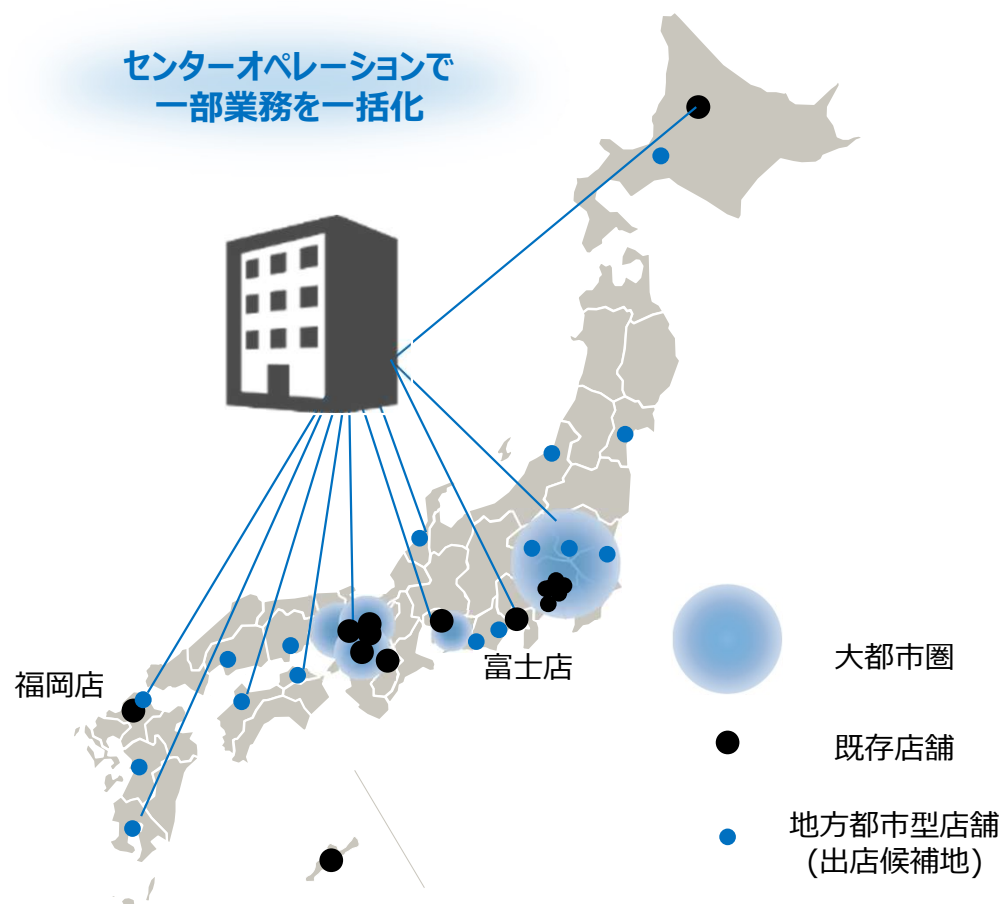 センターオペレーションで
一部業務を一括化
福岡店
富士店
大都市圏
既存店舗
地方都市型店舗
(出店候補地)